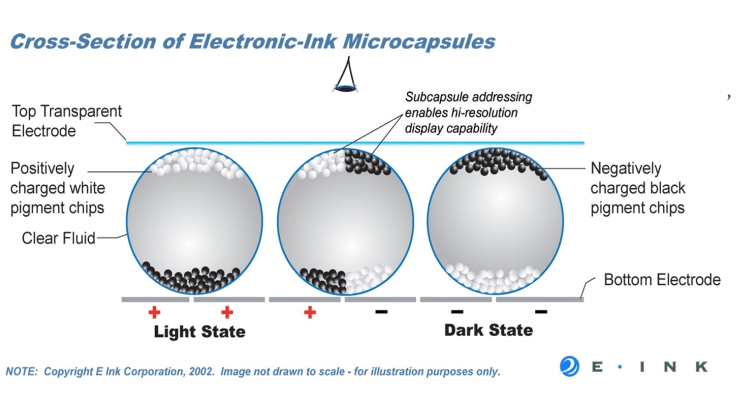 Cross-Section of Electronic-Ink Microcapsules
Subcapsule addressing
enables hi-resolution
display capability
,
Top Transparent
Electrode
Positively
charged white
pigment chips
Negatively
charged black
pigment chips
Clear Fluid
Bottom Electrode
+ + + − − −
Light State
Dark State
NOTE: Copyright E Ink Corporation, 2002. Image not drawn to scale - for illustration purposes only.
E · I N K